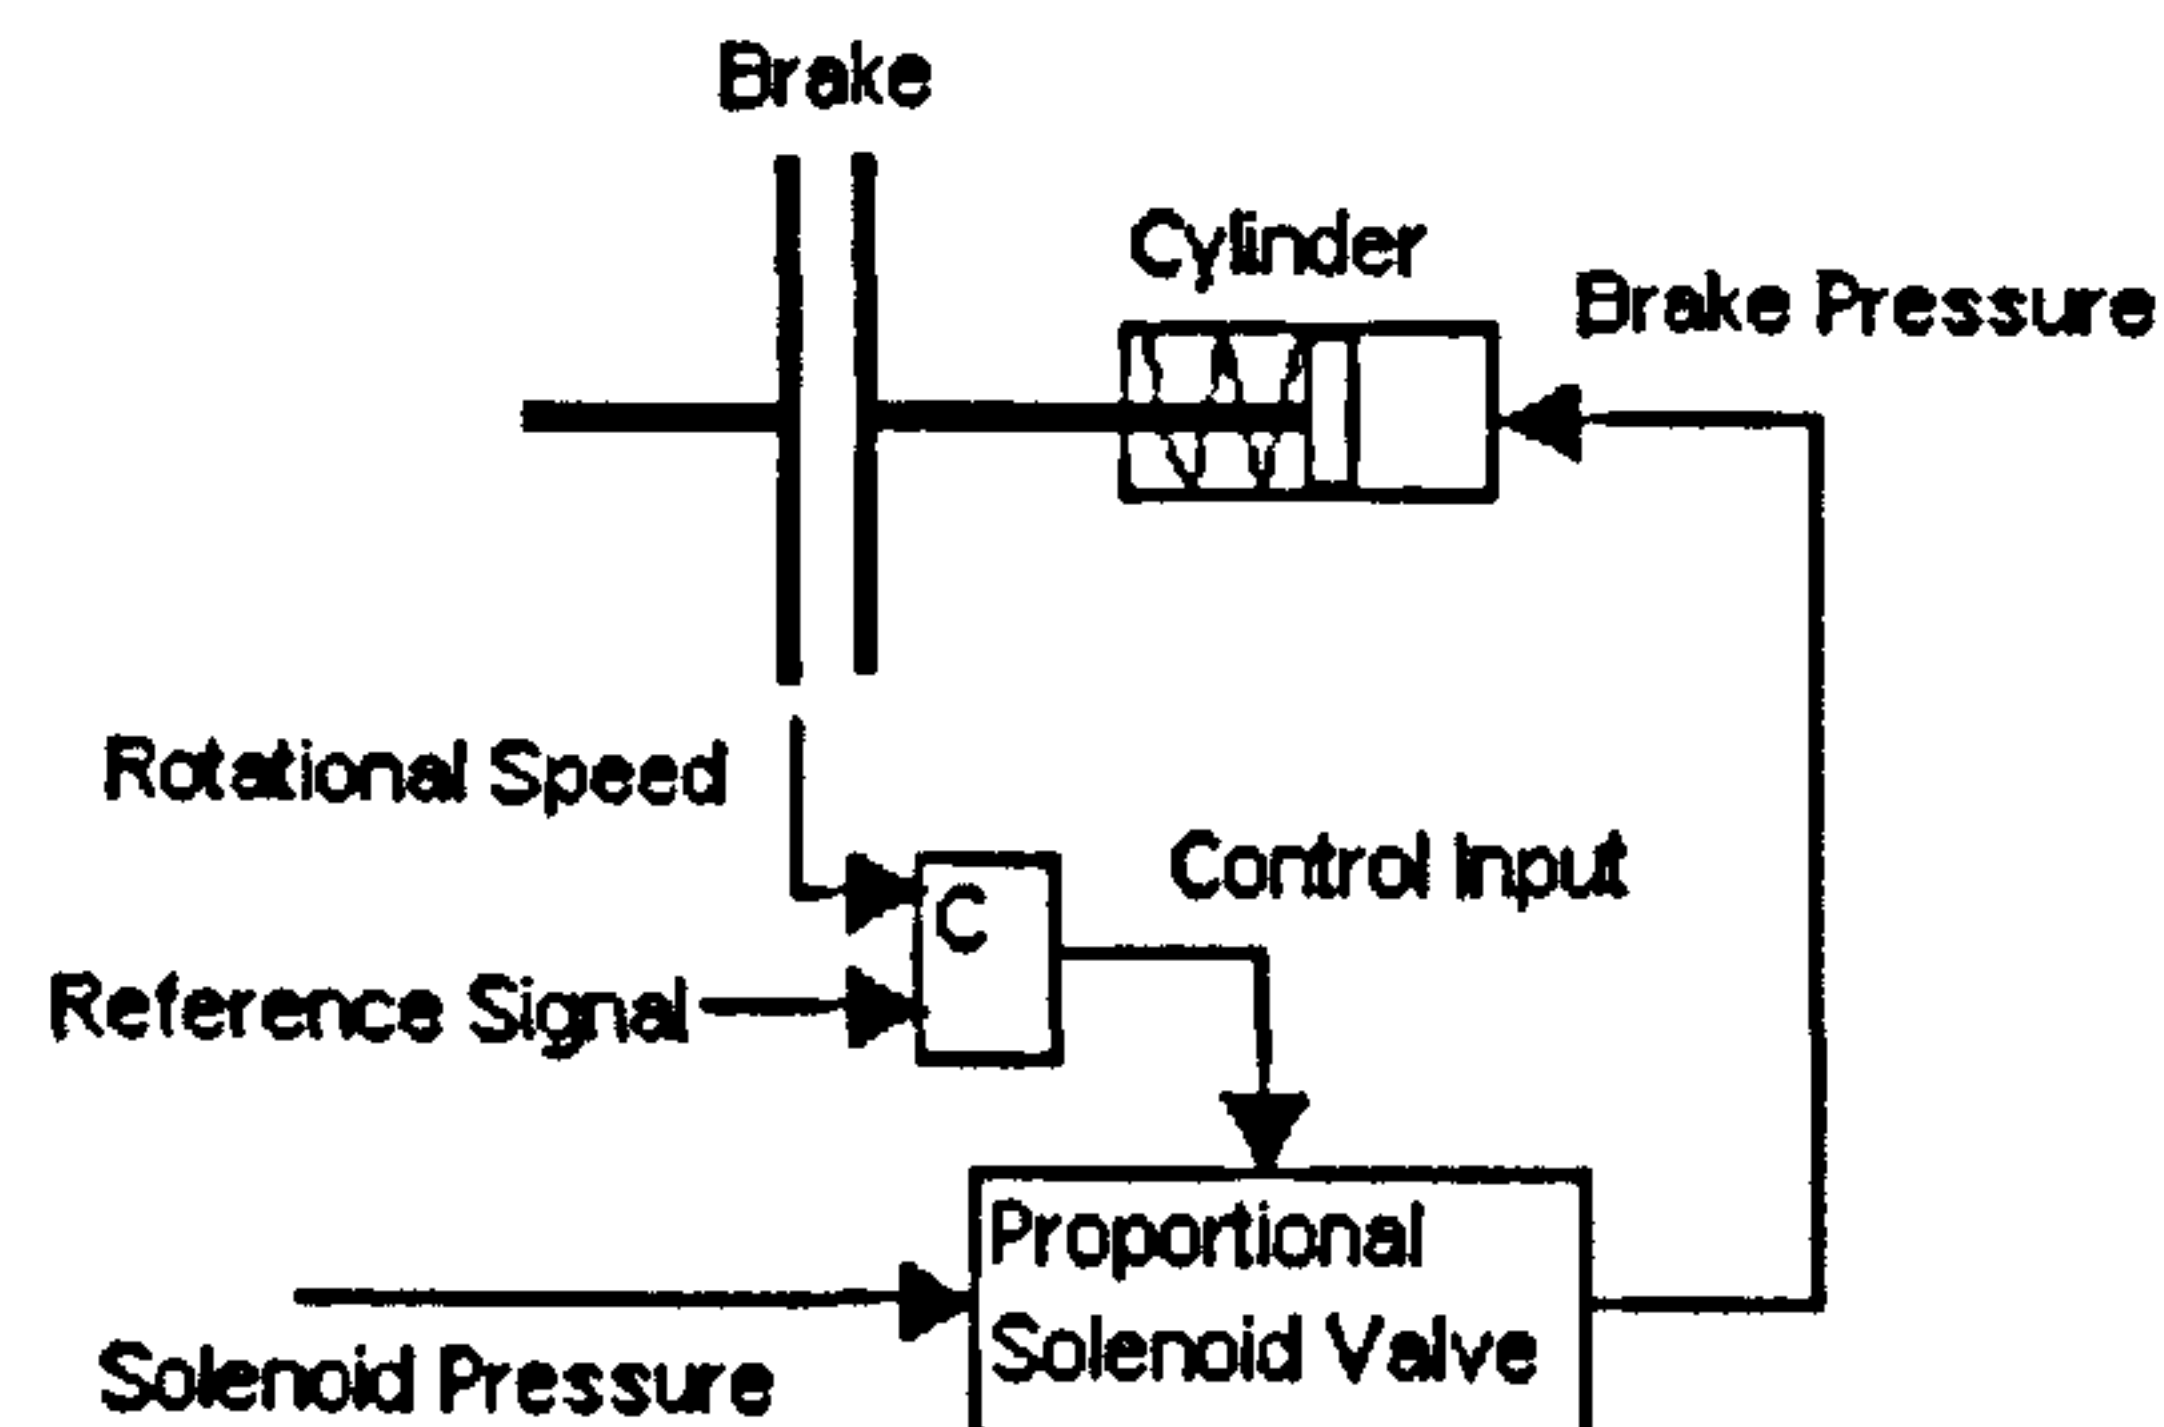 Brake
Cylinder
Brake Pressure
Rotational Speed
Control Input
C
Reference Signal
Proportional
Solenoid Valve
Solenoid Pressure